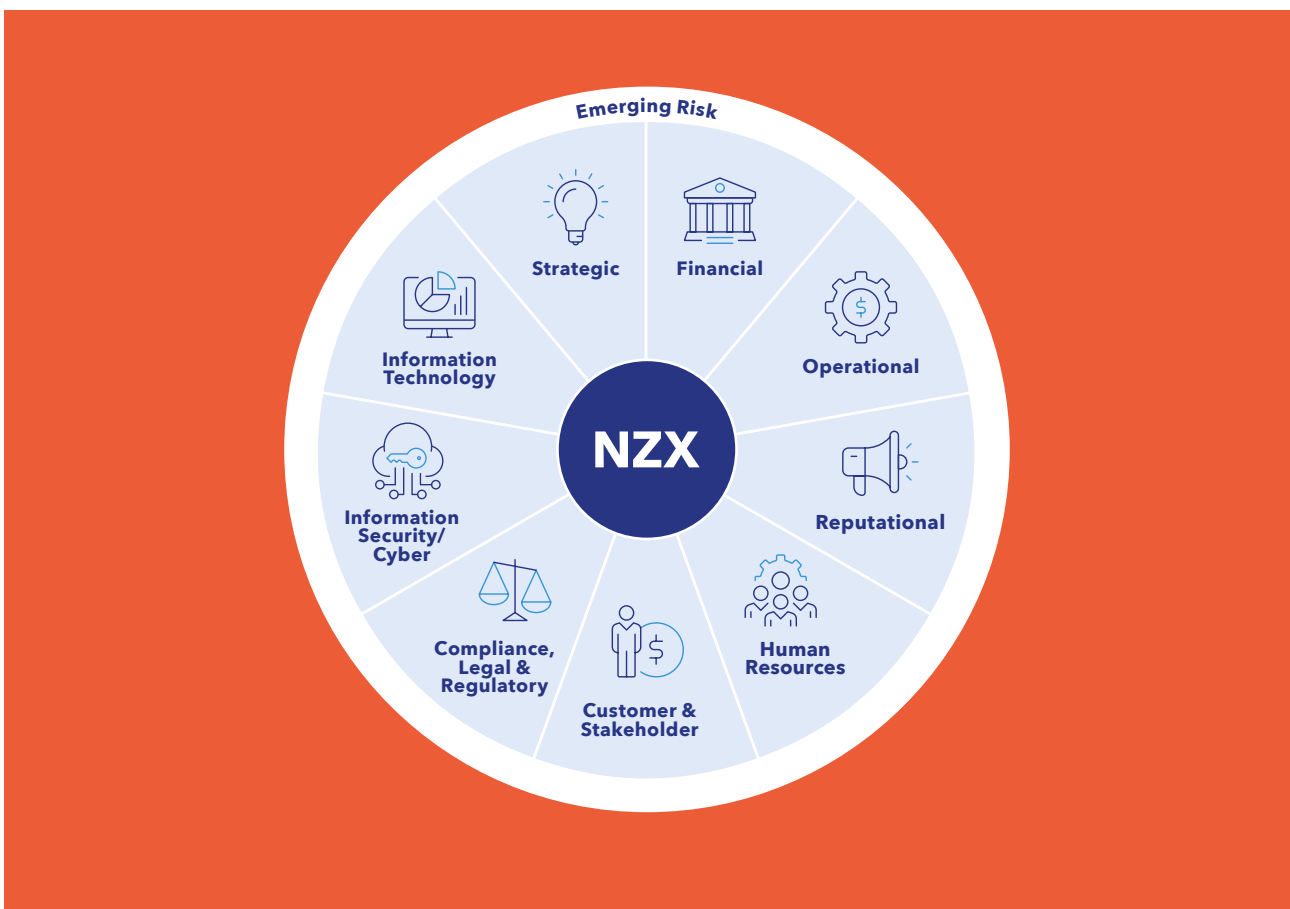 Emerging Risk
Strategic
Financial
Information
Technology
Operational
NZX
Information
Security/
Cyber
Reputational
Compliance,
Legal &
Regulatory
Human
Resources
Customer &
Stakeholder
$
$